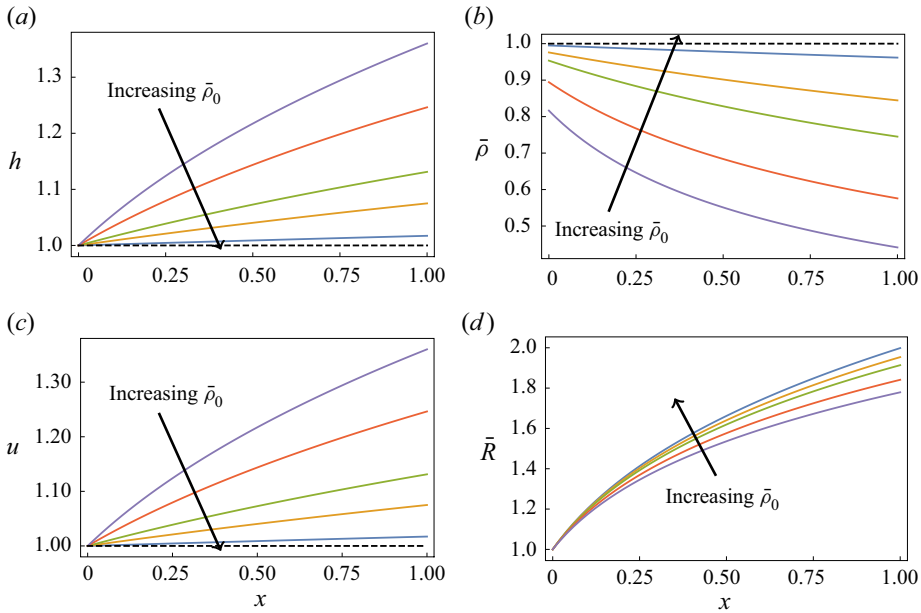 (a)
1.3
1.2
1.1
1.0
h
Increasing ρ̄₀
0
0.25
0.50
0.75
1.00
(b)
1.0
0.9
0.8
0.7
0.6
0.5
ρ̄
Increasing ρ̄₀
0
0.25
0.50
0.75
1.00
(c)
1.30
1.20
1.10
1.00
u
Increasing ρ̄₀
0
0.25
0.50
0.75
1.00
x
(d)
2.0
1.8
1.6
1.4
1.2
1.0
R̄
Increasing ρ̄₀
0
0.25
0.50
0.75
1.00
x